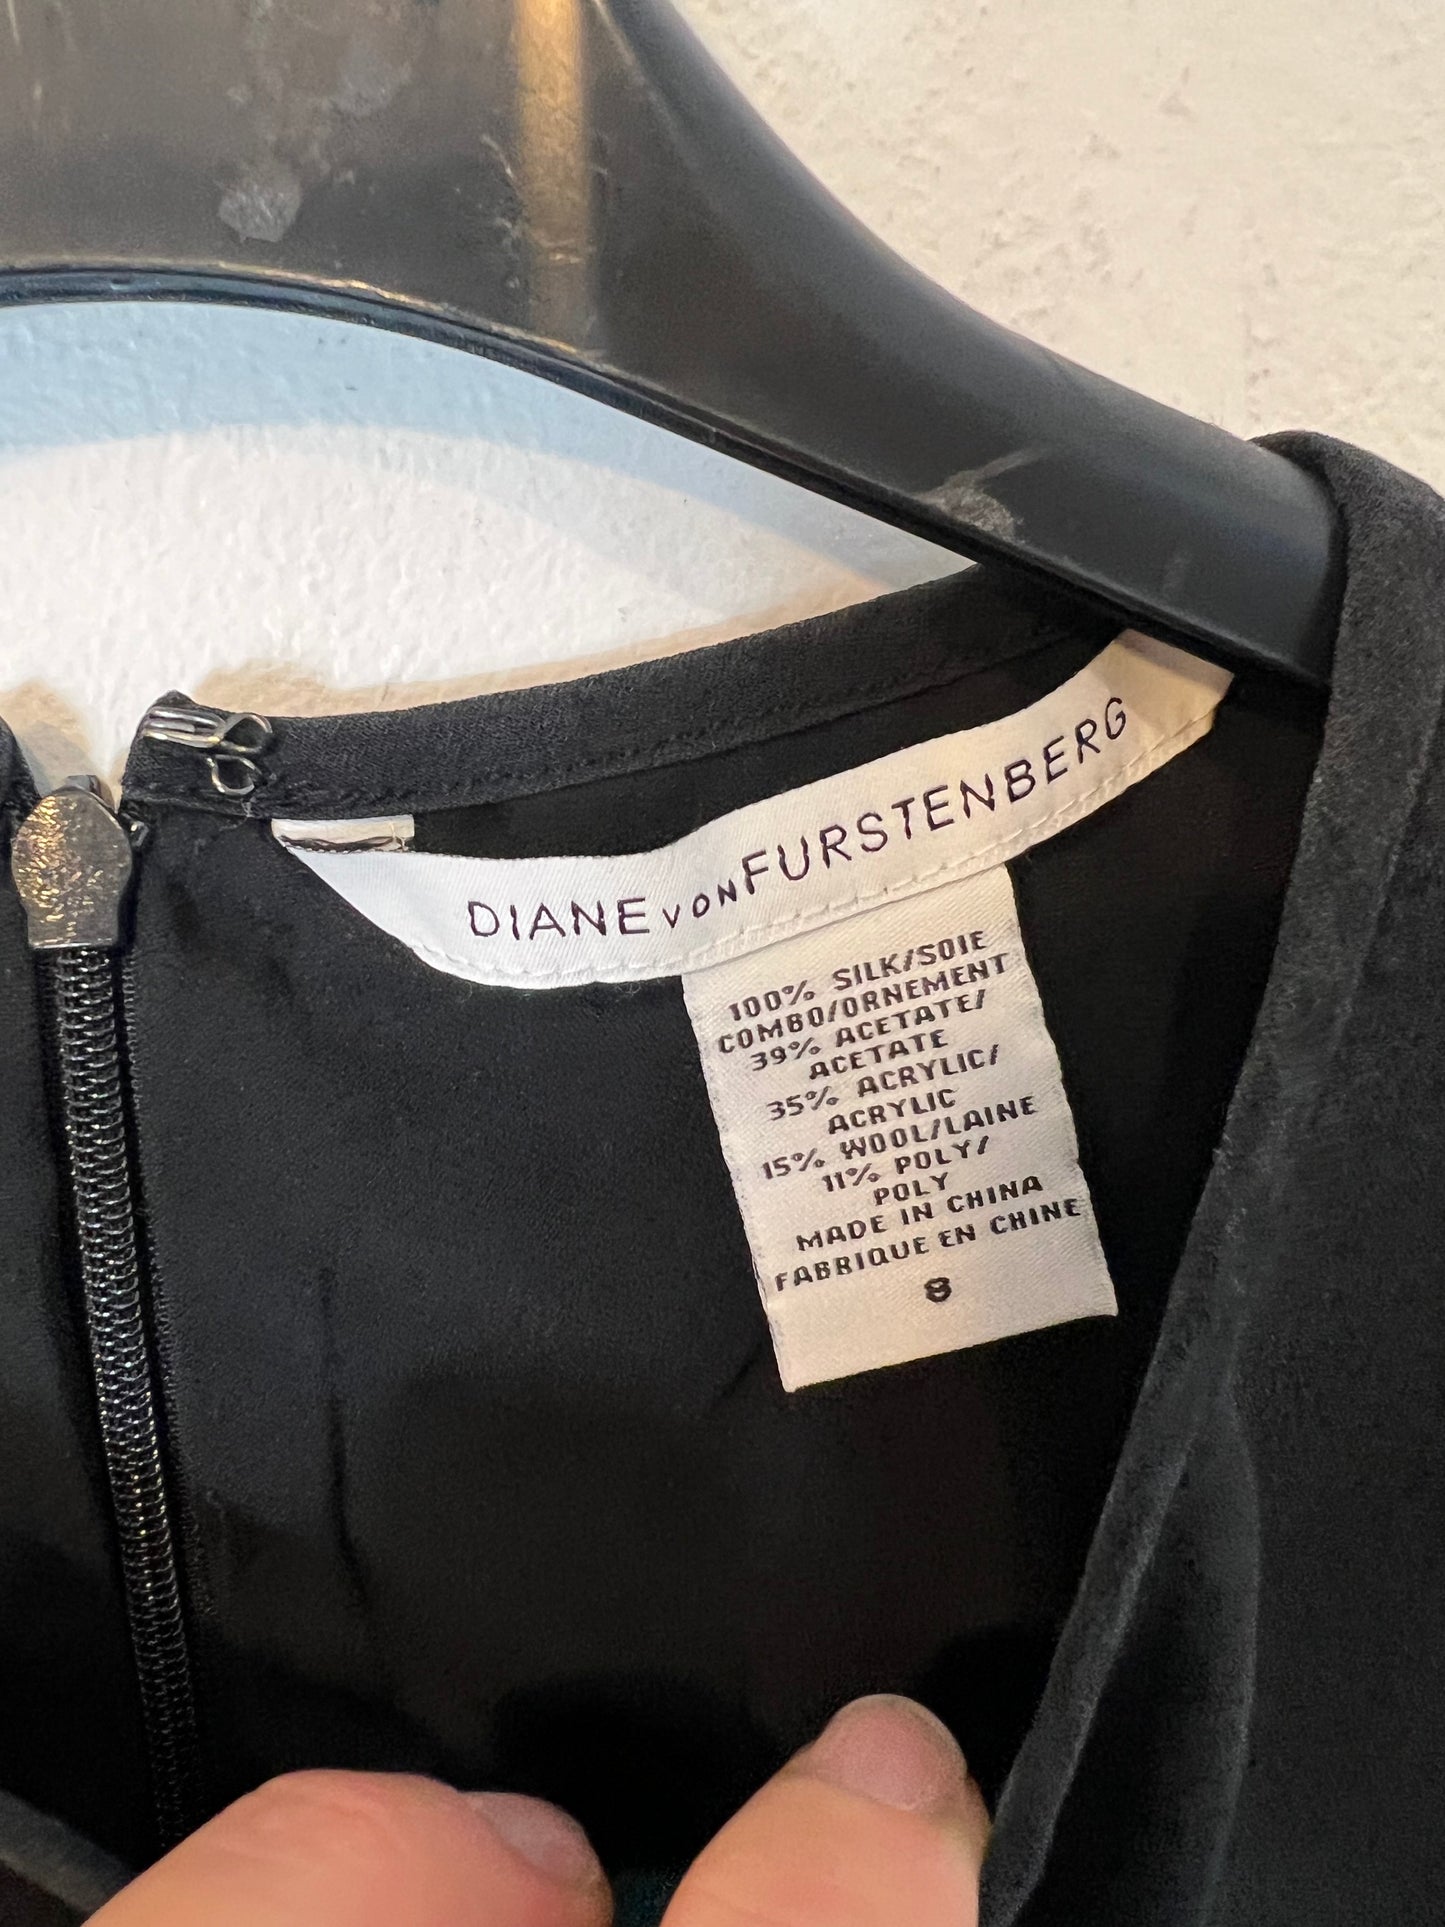 DIANE VON FURSTENBERG
100% SILK/SOIE
COMBO/ORNEMENT
39% ACETATE/
ACETATE
35% ACRYLIC/
ACRYLIC
15% WOOL/LAINE
11% POLY/
POLY
MADE IN CHINA
FABRIQUE EN CHINE
8